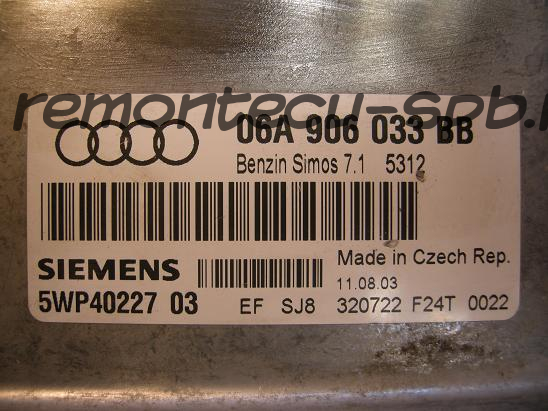 remontecu-spb.
06A 906 033 BB
Benzin Simos 7.1 5312
SIEMENS
Made in Czech Rep.
11.08.03
5WP40227 03
EF SJ8 320722 F24T 0022